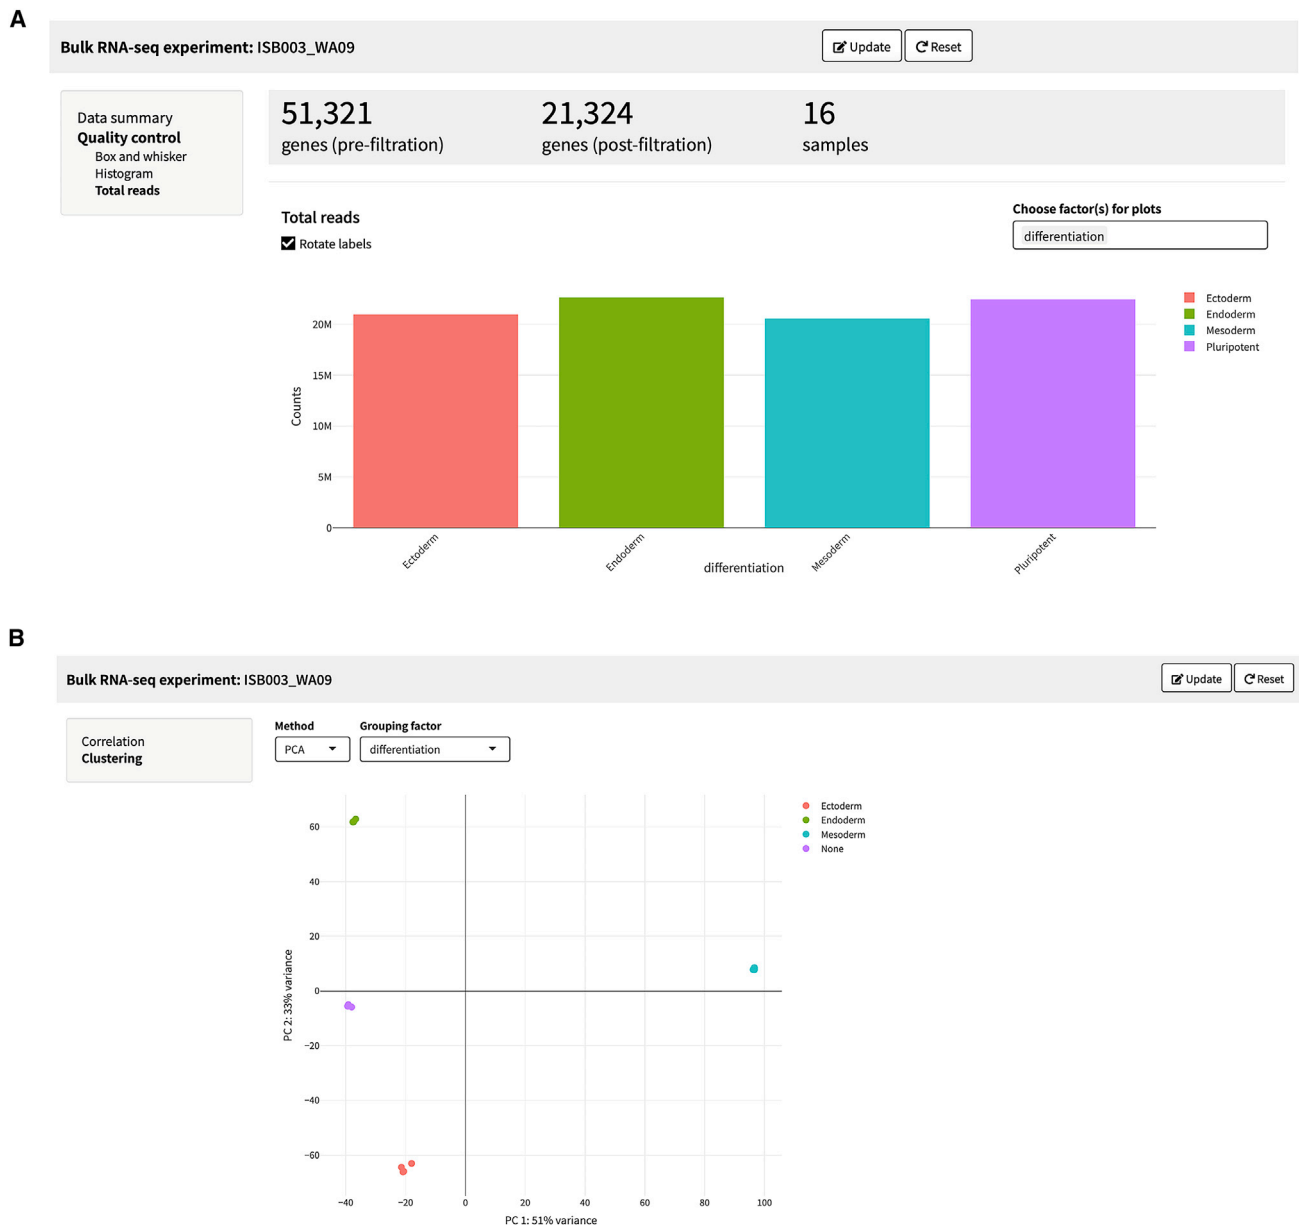 A
Bulk RNA-seq experiment: ISB003_WA09
Update
Reset
Data summary
Quality control
Box and whisker
Histogram
Total reads
51,321
genes (pre-filtration)
21,324
genes (post-filtration)
16
samples
Total reads
Rotate labels
Choose factor(s) for plots
differentiation
Counts
20M
15M
10M
5M
0
Ectoderm
Endoderm
Mesoderm
Pluripotent
differentiation
Ectoderm
Endoderm
Mesoderm
Pluripotent
B
Bulk RNA-seq experiment: ISB003_WA09
Update
Reset
Correlation
Clustering
Method
PCA
Grouping factor
differentiation
PC 2: 33% variance
60
40
20
0
−20
−40
−60
−40
−20
0
20
40
60
80
100
PC 1: 51% variance
Ectoderm
Endoderm
Mesoderm
None